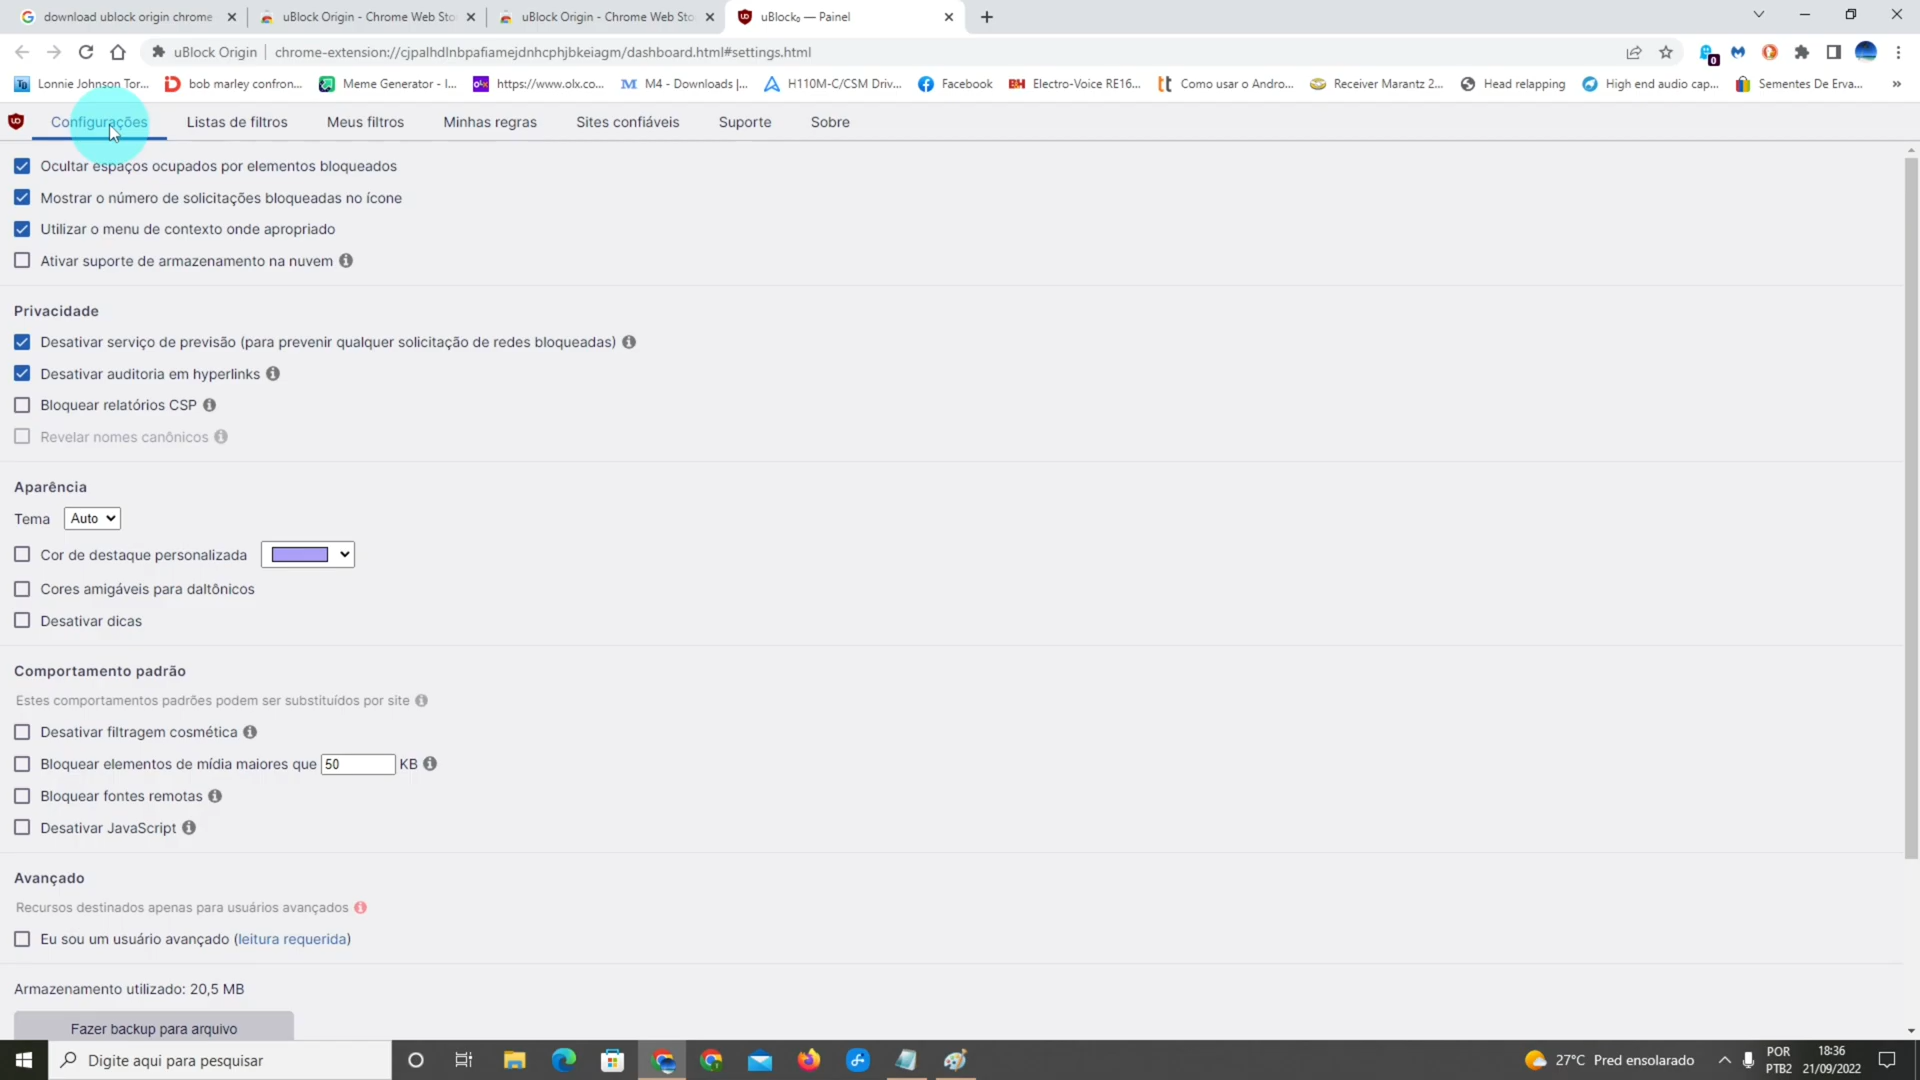 download ublock origin chrome
uBlock Origin - Chrome Web Sto
uBlock Origin - Chrome Web Sto
uBlock₀ — Painel
uBlock Origin
chrome-extension://cjpalhdlnbpafiamejdnhcphjbkeiagm/dashboard.html#settings.html
0
Lonnie Johnson Tor...
bob marley confron...
Meme Generator - I...
https://www.olx.co...
M4 - Downloads |...
H110M-C/CSM Driv...
Facebook
Electro-Voice RE16...
Como usar o Andro...
Receiver Marantz 2...
Head relapping
High end audio cap...
Sementes De Erva...
»
Configurações
Listas de filtros
Meus filtros
Minhas regras
Sites confiáveis
Suporte
Sobre
Ocultar espaços ocupados por elementos bloqueados
Mostrar o número de solicitações bloqueadas no ícone
Utilizar o menu de contexto onde apropriado
Ativar suporte de armazenamento na nuvem
Privacidade
Desativar serviço de previsão (para prevenir qualquer solicitação de redes bloqueadas)
Desativar auditoria em hyperlinks
Bloquear relatórios CSP
Revelar nomes canônicos
Aparência
Tema Auto
Cor de destaque personalizada
Cores amigáveis para daltônicos
Desativar dicas
Comportamento padrão
Estes comportamentos padrões podem ser substituídos por site
Desativar filtragem cosmética
Bloquear elementos de mídia maiores que 50 KB
Bloquear fontes remotas
Desativar JavaScript
Avançado
Recursos destinados apenas para usuários avançados
Eu sou um usuário avançado (leitura requerida)
Armazenamento utilizado: 20,5 MB
Fazer backup para arquivo
Digite aqui para pesquisar
27°C Pred ensolarado
POR
PTB2
18:36
21/09/2022